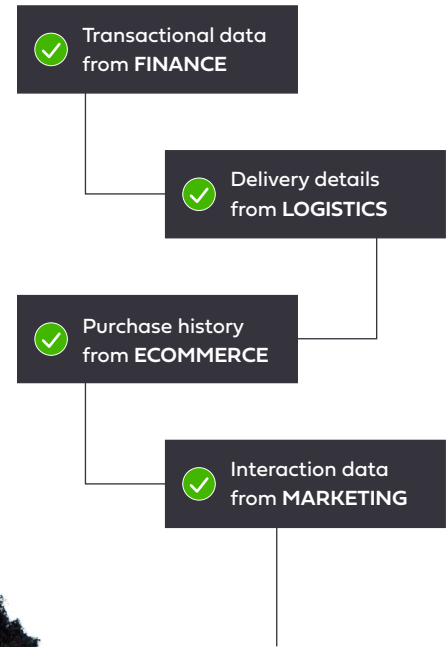 Transactional data
from FINANCE
Delivery details
from LOGISTICS
Purchase history
from ECOMMERCE
Interaction data
from MARKETING